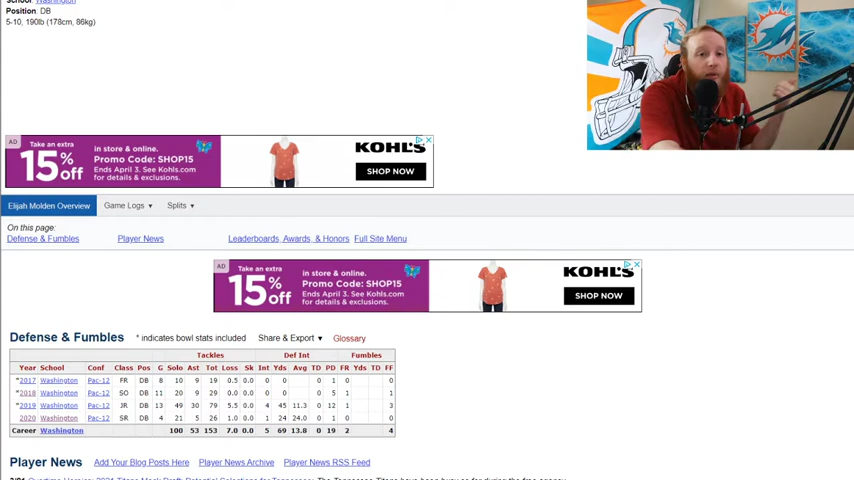 School: Washington
Position: DB
5-10, 190lb (178cm, 86kg)
AD
Take an extra
15% off
in store & online.
Promo Code: SHOP15
Ends April 3. See Kohls.com
for details & exclusions.
KOHL'S
SHOP NOW
Elijah Molden Overview Game Logs ▼ Splits ▼
On this page:
Defense & Fumbles Player News Leaderboards, Awards, & Honors Full Site Menu
AD
Take an extra
15% off
in store & online.
Promo Code: SHOP15
Ends April 3. See Kohls.com
for details & exclusions.
KOHL'S
SHOP NOW
Defense & Fumbles * indicates bowl stats included Share & Export ▼ Glossary
Tackles Def Int Fumbles
Year School Conf Class Pos G Solo Ast Tot Loss Sk Int Yds Avg TD PD FR Yds TD FF
*2017 Washington Pac-12 FR DB 8 10 9 19 0.5 0.0 0 0 0 1 0 0
*2018 Washington Pac-12 SO DB 11 20 9 29 0.0 0.0 0 0 0 5 1 1
*2019 Washington Pac-12 JR DB 13 49 30 79 5.5 0.0 4 45 11.3 0 12 1 3
2020 Washington Pac-12 SR DB 4 21 5 26 1.0 0.0 1 24 24.0 0 1 0 0
Career Washington 100 53 153 7.0 0.0 5 69 13.8 0 19 2 4
Player News Add Your Blog Posts Here Player News Archive Player News RSS Feed